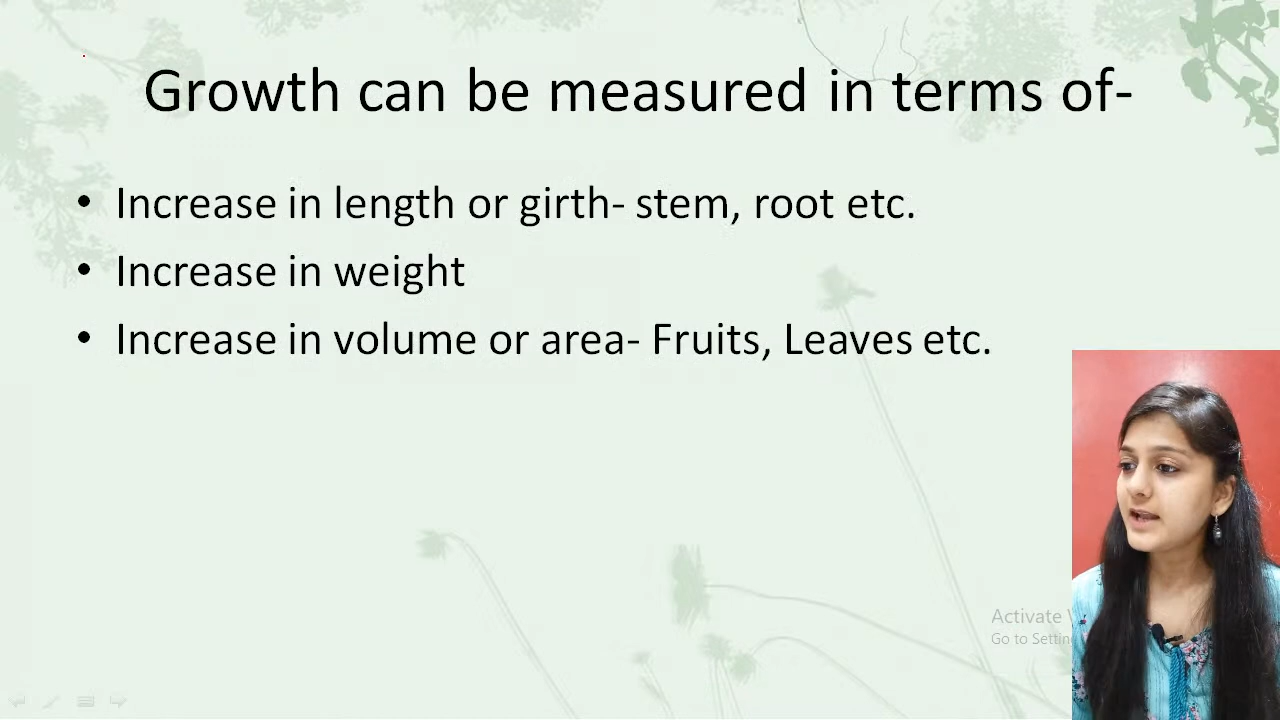 Growth can be measured in terms of-
• Increase in length or girth- stem, root etc.
• Increase in weight
• Increase in volume or area- Fruits, Leaves etc.
Activate
Go to